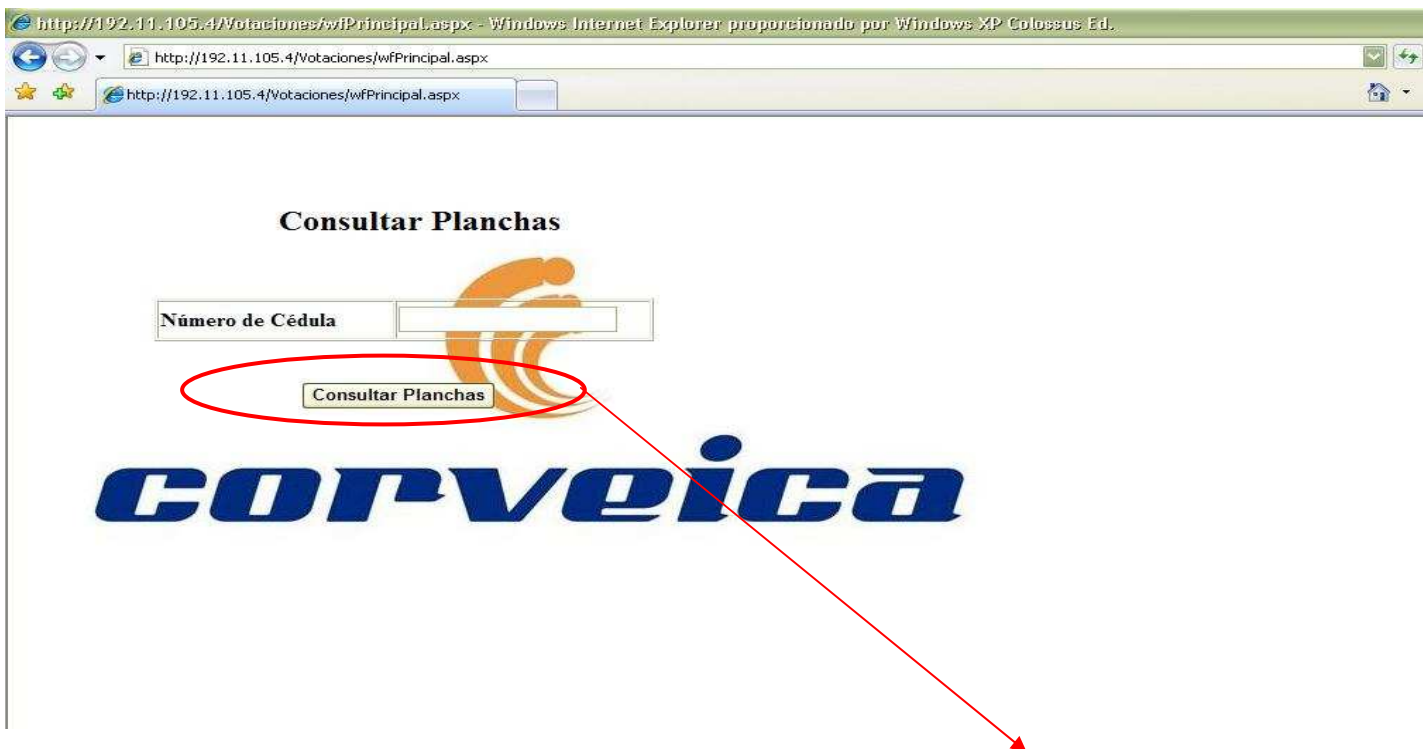 http://192.11.105.4/Votaciones/wfPrincipal.aspx - Windows Internet Explorer proporcionado por Windows XP Colossus Ed.
http://192.11.105.4/Votaciones/wfPrincipal.aspx
http://192.11.105.4/Votaciones/wfPrincipal.aspx
Consultar Planchas
Número de Cédula
Consultar Planchas
corveica